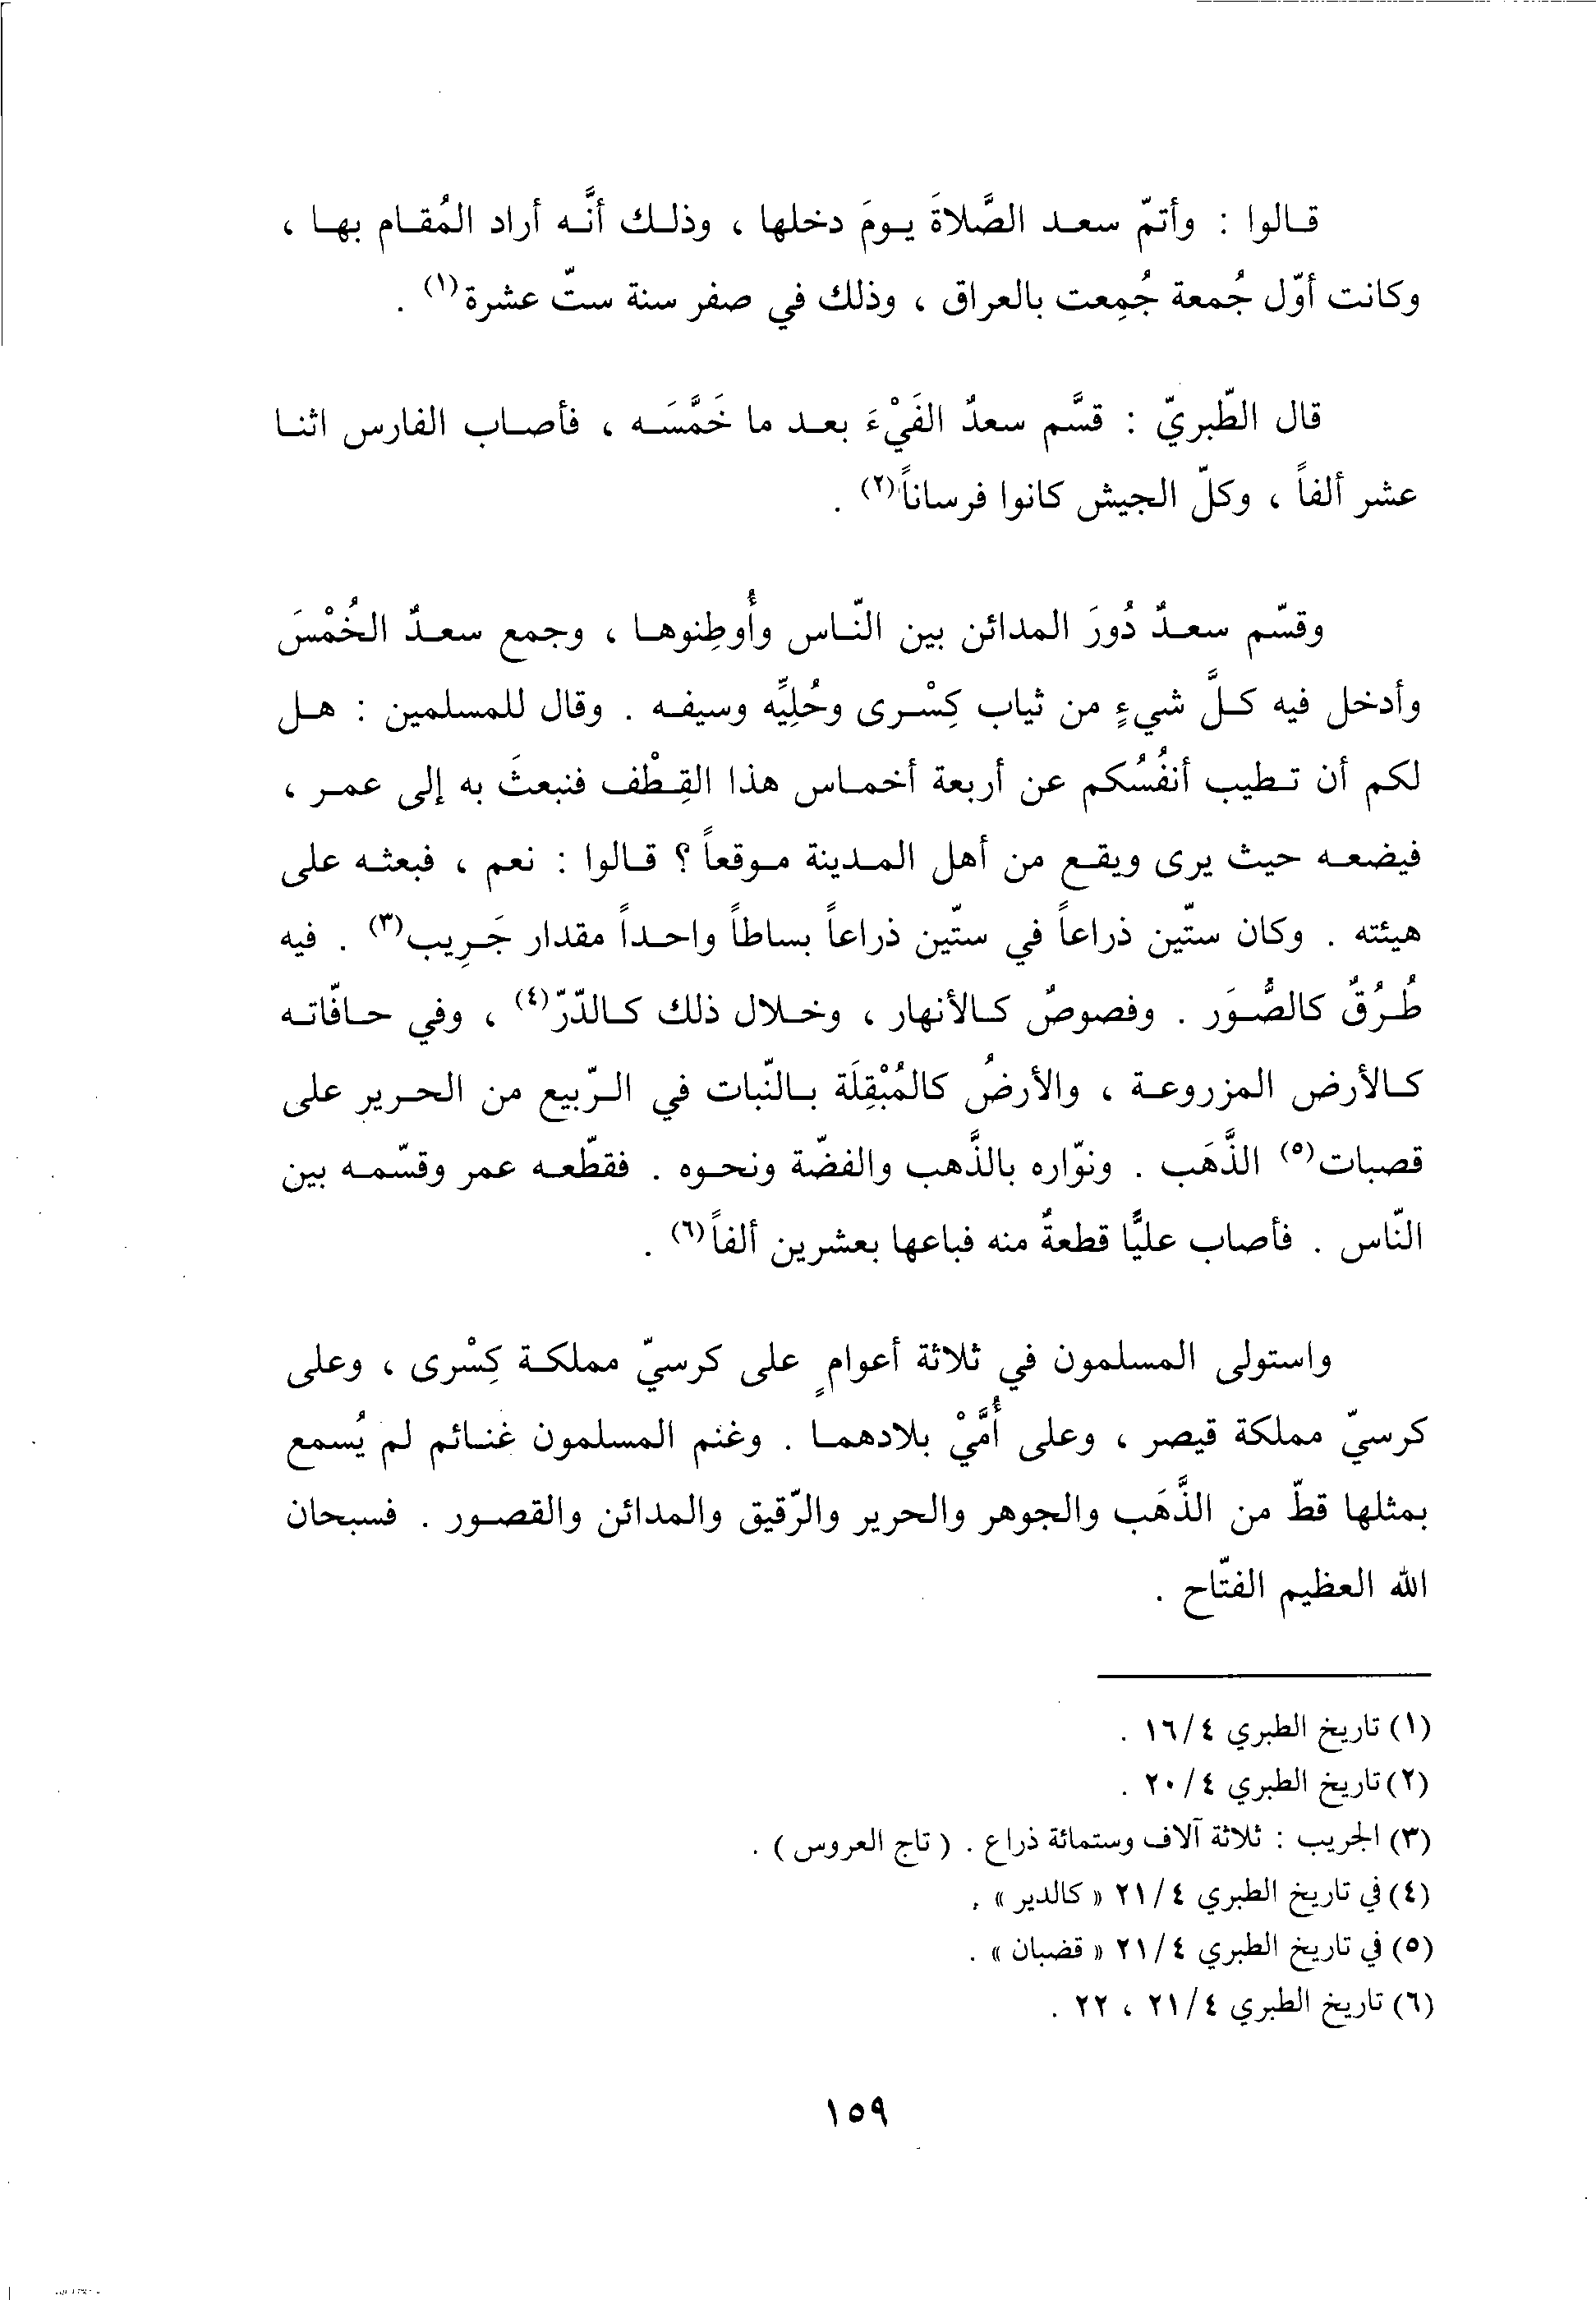 قالوا : وأتمّ سعد الصَّلاةَ يومَ دخلها ، وذلك أنَّه أراد المُقام بها ،
وكانت أوّل جُمعة جُمِعت بالعراق ، وذلك في صفر سنة ستّ عشرة(١) .
قال الطّبريّ : قسَّم سعدٌ الفَيْءَ بعد ما خَمَّسَه ، فأصاب الفارس اثنا
عشر ألفاً ، وكلّ الجيش كانوا فرساناً(٢) .
وقسّم سعدٌ دُورَ المدائن بين النّاس وأُوطِنوها ، وجمع سعدٌ الخُمْسَ
وأدخل فيه كلَّ شيءٍ من ثياب كِسْرى وحُلِيِّه وسيفه . وقال للمسلمين : هل
لكم أن تطيب أنفُسُكم عن أربعة أخماس هذا القِطْف فنبعثَ به إلى عمر ،
فيضعه حيث يرى ويقع من أهل المدينة موقعاً ؟ قالوا : نعم ، فبعثه على
هيئته . وكان ستّين ذراعاً في ستّين ذراعاً بساطاً واحداً مقدار جَرِيب(٣) . فيه
طُرُقٌ كالصُّوَر . وفصوصٌ كالأنهار ، وخلال ذلك كالدّرّ(٤) ، وفي حافّاته
كالأرض المزروعة ، والأرضُ كالمُبْقِلَة بالنّبات في الرّبيع من الحرير على
قصبات(٥) الذَّهَب . ونوّاره بالذَّهب والفضّة ونحوه . فقطّعه عمر وقسّمه بين
النّاس . فأصاب عليًّا قطعةٌ منه فباعها بعشرين ألفاً(٦) .
واستولى المسلمون في ثلاثة أعوامٍ على كرسيّ مملكة كِسْرى ، وعلى
كرسيّ مملكة قيصر ، وعلى أُمَّيْ بلادهما . وغنم المسلمون غنائم لم يُسمع
بمثلها قطّ من الذَّهَب والجوهر والحرير والرّقيق والمدائن والقصور . فسبحان
الله العظيم الفتّاح .
(١) تاريخ الطبري ٤/١٦ .
(٢) تاريخ الطبري ٤/٢٠ .
(٣) الجريب : ثلاثة آلاف وستمائة ذراع . ( تاج العروس ) .
(٤) في تاريخ الطبري ٤/٢١ « كالدير » .
(٥) في تاريخ الطبري ٤/٢١ « قضبان » .
(٦) تاريخ الطبري ٤/٢١ ، ٢٢ .
١٥٩